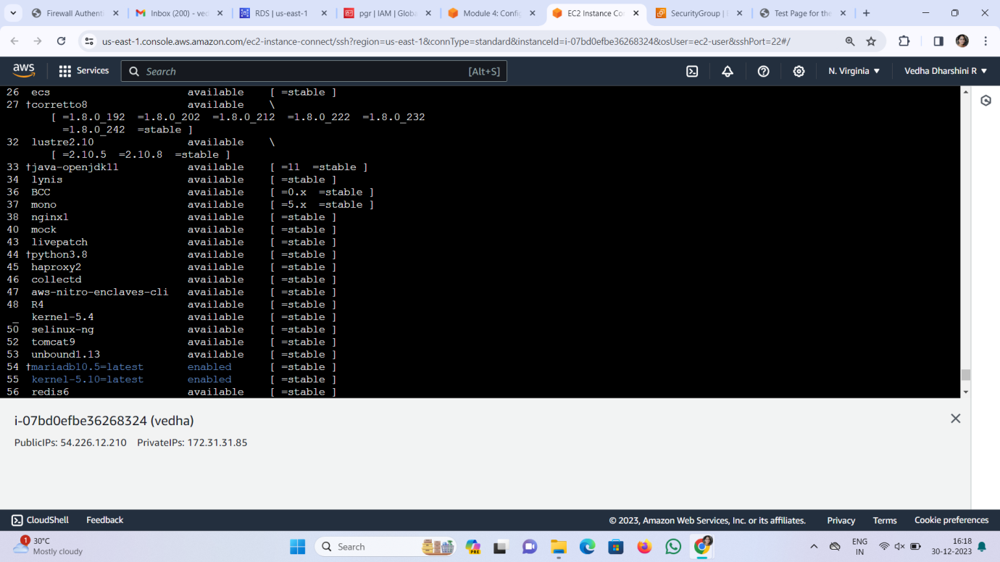 Firewall Authenti
Inbox (200) - ved
RDS | us-east-1
pgr | IAM | Globa
Module 4: Config
EC2 Instance Con
SecurityGroup | E
Test Page for the
us-east-1.console.aws.amazon.com/ec2-instance-connect/ssh?region=us-east-1&connType=standard&instanceId=i-07bd0efbe36268324&osUser=ec2-user&sshPort=22#/
aws Services Search [Alt+S] N. Virginia ▼ Vedha Dharshini R ▼
26 ecs available [ =stable ]
27 †corretto8 available \
[ =1.8.0_192 =1.8.0_202 =1.8.0_212 =1.8.0_222 =1.8.0_232
=1.8.0_242 =stable ]
32 lustre2.10 available \
[ =2.10.5 =2.10.8 =stable ]
33 †java-openjdk11 available [ =11 =stable ]
34 lynis available [ =stable ]
36 BCC available [ =0.x =stable ]
37 mono available [ =5.x =stable ]
38 nginx1 available [ =stable ]
40 mock available [ =stable ]
43 livepatch available [ =stable ]
44 †python3.8 available [ =stable ]
45 haproxy2 available [ =stable ]
46 collectd available [ =stable ]
47 aws-nitro-enclaves-cli available [ =stable ]
48 R4 available [ =stable ]
_ kernel-5.4 available [ =stable ]
50 selinux-ng available [ =stable ]
52 tomcat9 available [ =stable ]
53 unbound1.13 available [ =stable ]
54 †mariadb10.5=latest enabled [ =stable ]
55 kernel-5.10=latest enabled [ =stable ]
56 redis6 available [ =stable ]
i-07bd0efbe36268324 (vedha)
PublicIPs: 54.226.12.210 PrivateIPs: 172.31.31.85
CloudShell Feedback © 2023, Amazon Web Services, Inc. or its affiliates. Privacy Terms Cookie preferences
1 30°C
Mostly cloudy
Search
PRE
ENG
IN
16:18
30-12-2023